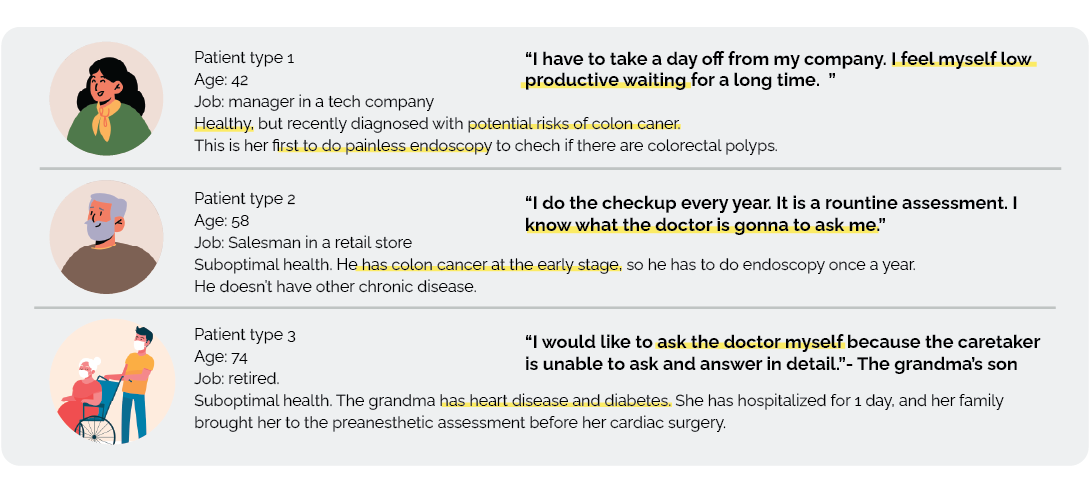 Patient type 1
Age: 42
Job: manager in a tech company
Healthy, but recently diagnosed with potential risks of colon caner.
This is her first to do painless endoscopy to chech if there are colorectal polyps.
“I have to take a day off from my company. I feel myself low
productive waiting for a long time. ”
Patient type 2
Age: 58
Job: Salesman in a retail store
Suboptimal health. He has colon cancer at the early stage, so he has to do endoscopy once a year.
He doesn’t have other chronic disease.
“I do the checkup every year. It is a rountine assessment. I
know what the doctor is gonna to ask me.”
Patient type 3
Age: 74
Job: retired.
Suboptimal health. The grandma has heart disease and diabetes. She has hospitalized for 1 day, and her family
brought her to the preanesthetic assessment before her cardiac surgery.
“I would like to ask the doctor myself because the caretaker
is unable to ask and answer in detail.”- The grandma’s son